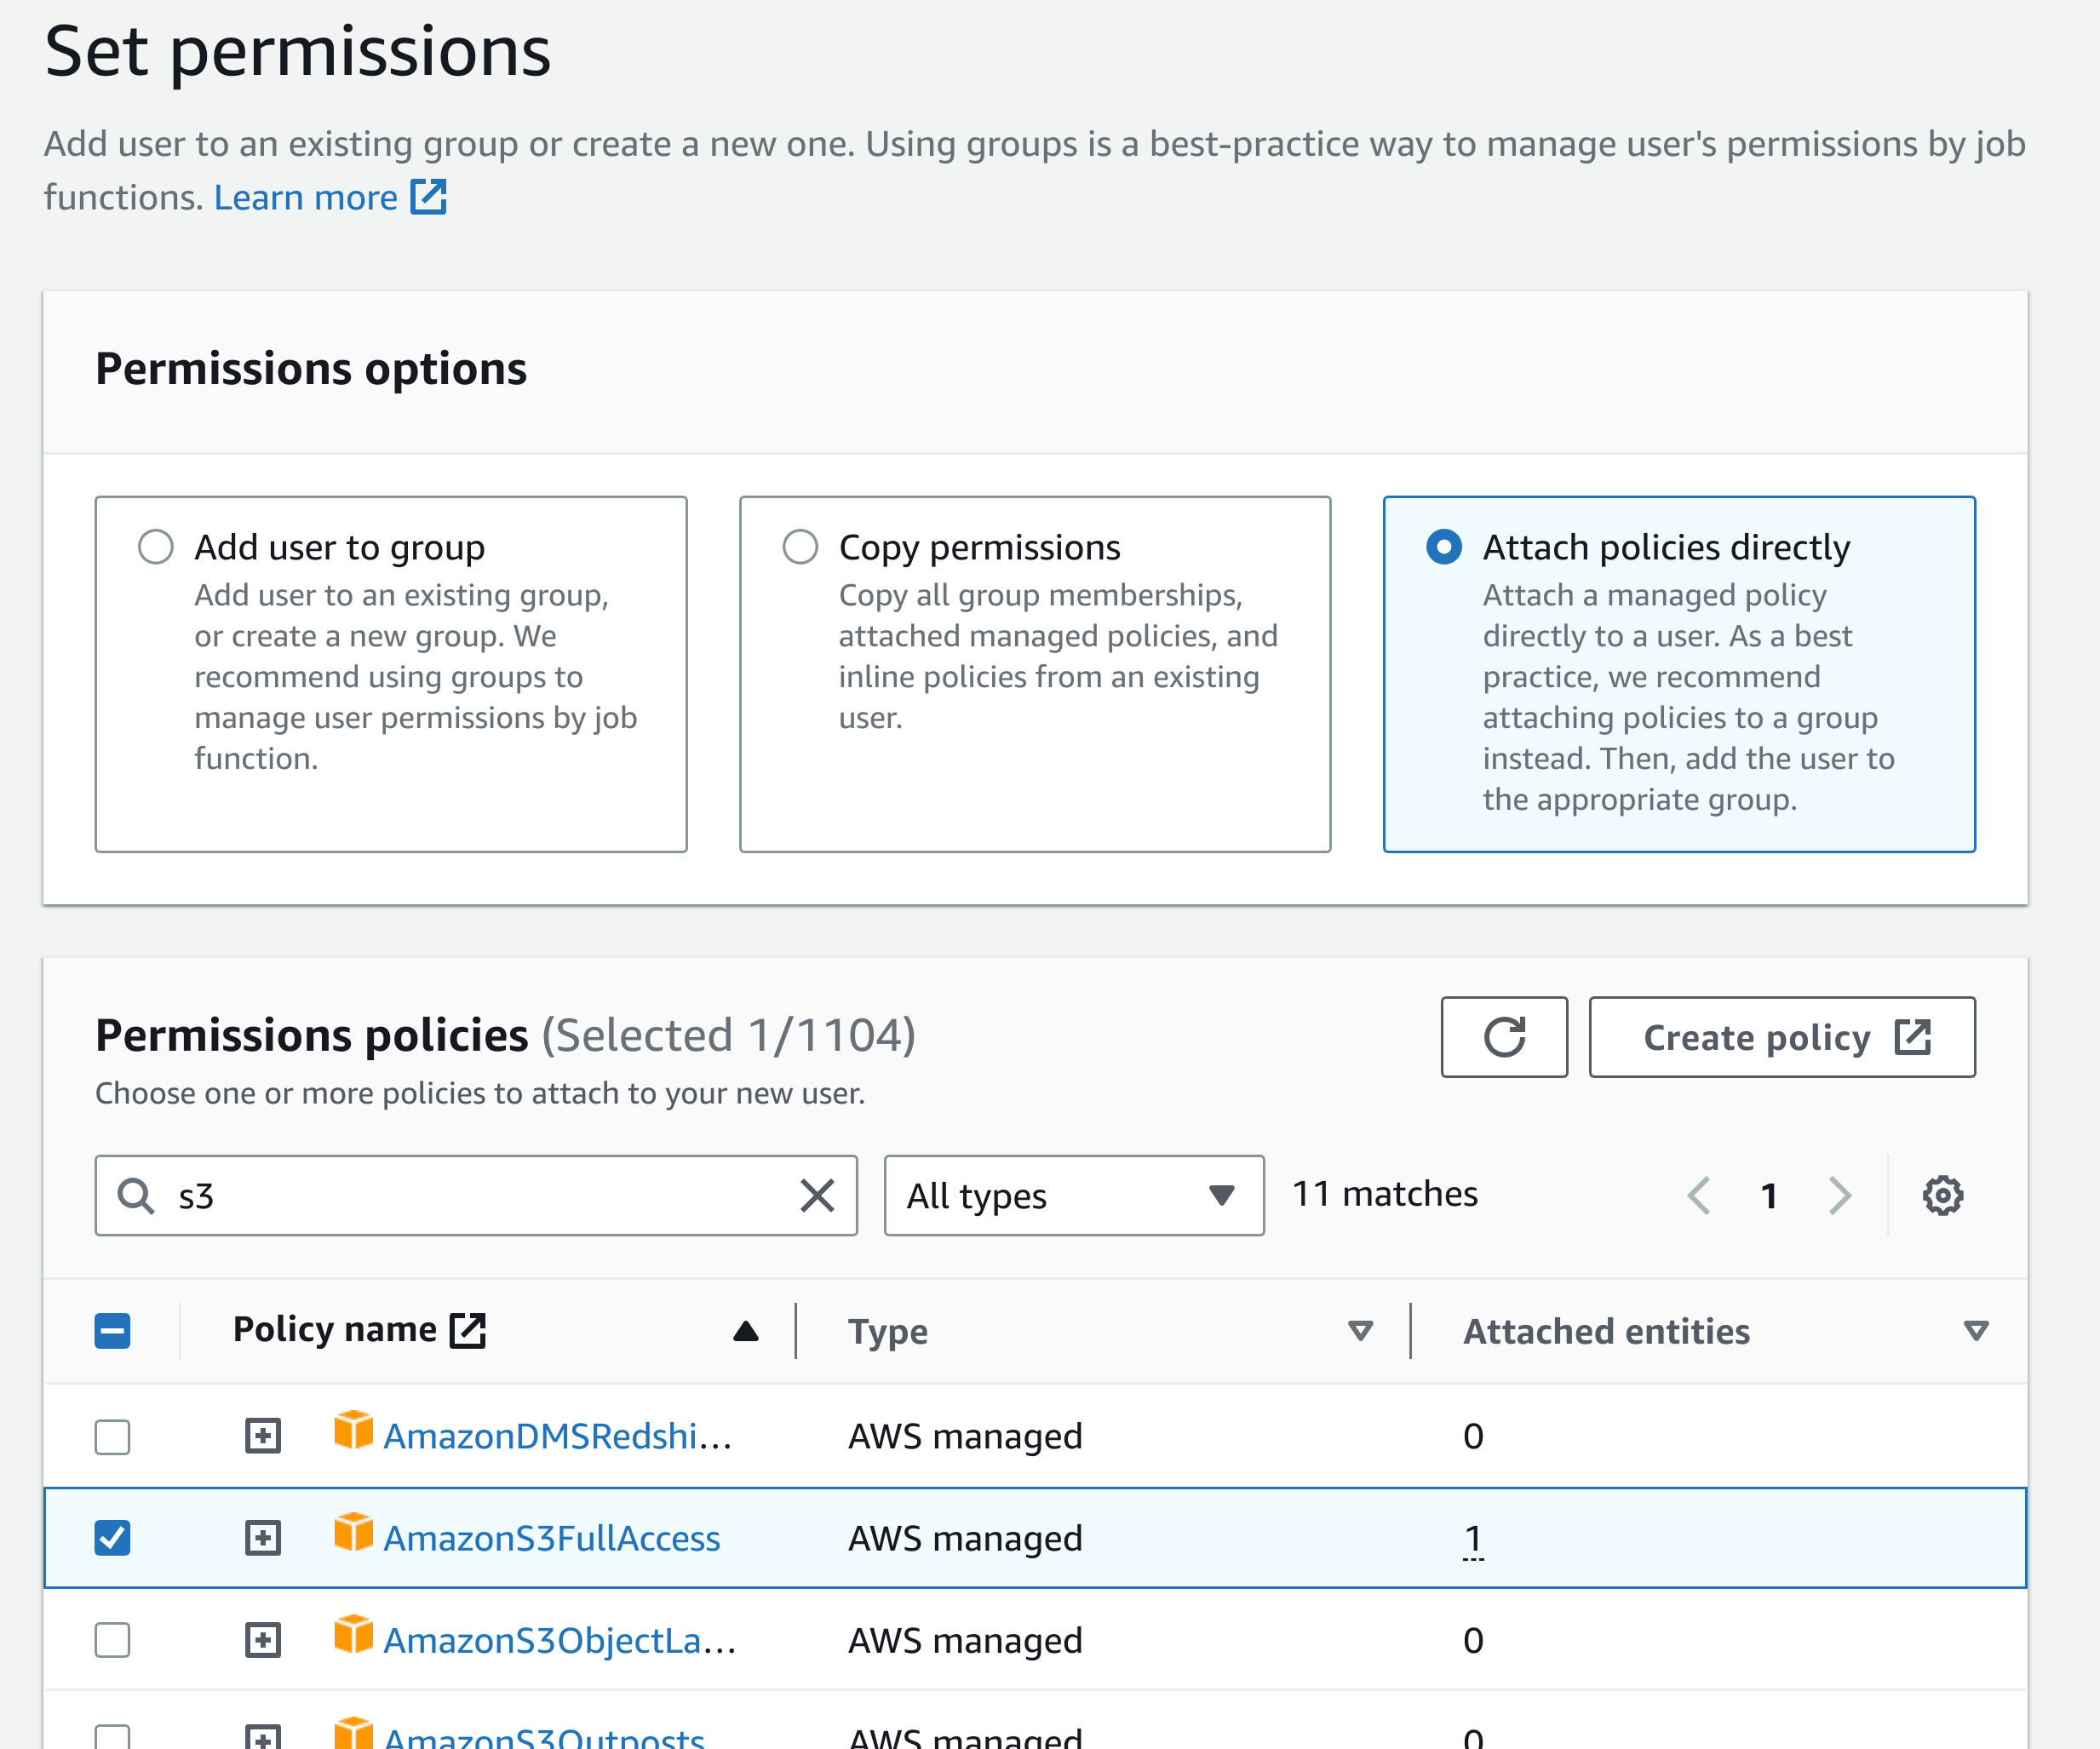 Set permissions
Add user to an existing group or create a new one. Using groups is a best-practice way to manage user's permissions by job
functions. Learn more
Permissions options
Add user to group
Add user to an existing group,
or create a new group. We
recommend using groups to
manage user permissions by job
function.
Copy permissions
Copy all group memberships,
attached managed policies, and
inline policies from an existing
user.
Attach policies directly
Attach a managed policy
directly to a user. As a best
practice, we recommend
attaching policies to a group
instead. Then, add the user to
the appropriate group.
Permissions policies (Selected 1/1104)
Create policy
Choose one or more policies to attach to your new user.
s3
All types
11 matches
1
Policy name
Type
Attached entities
AmazonDMSRedshi... AWS managed 0
AmazonS3FullAccess AWS managed 1
AmazonS3ObjectLa... AWS managed 0
AmazonS3Outposts AWS managed 0